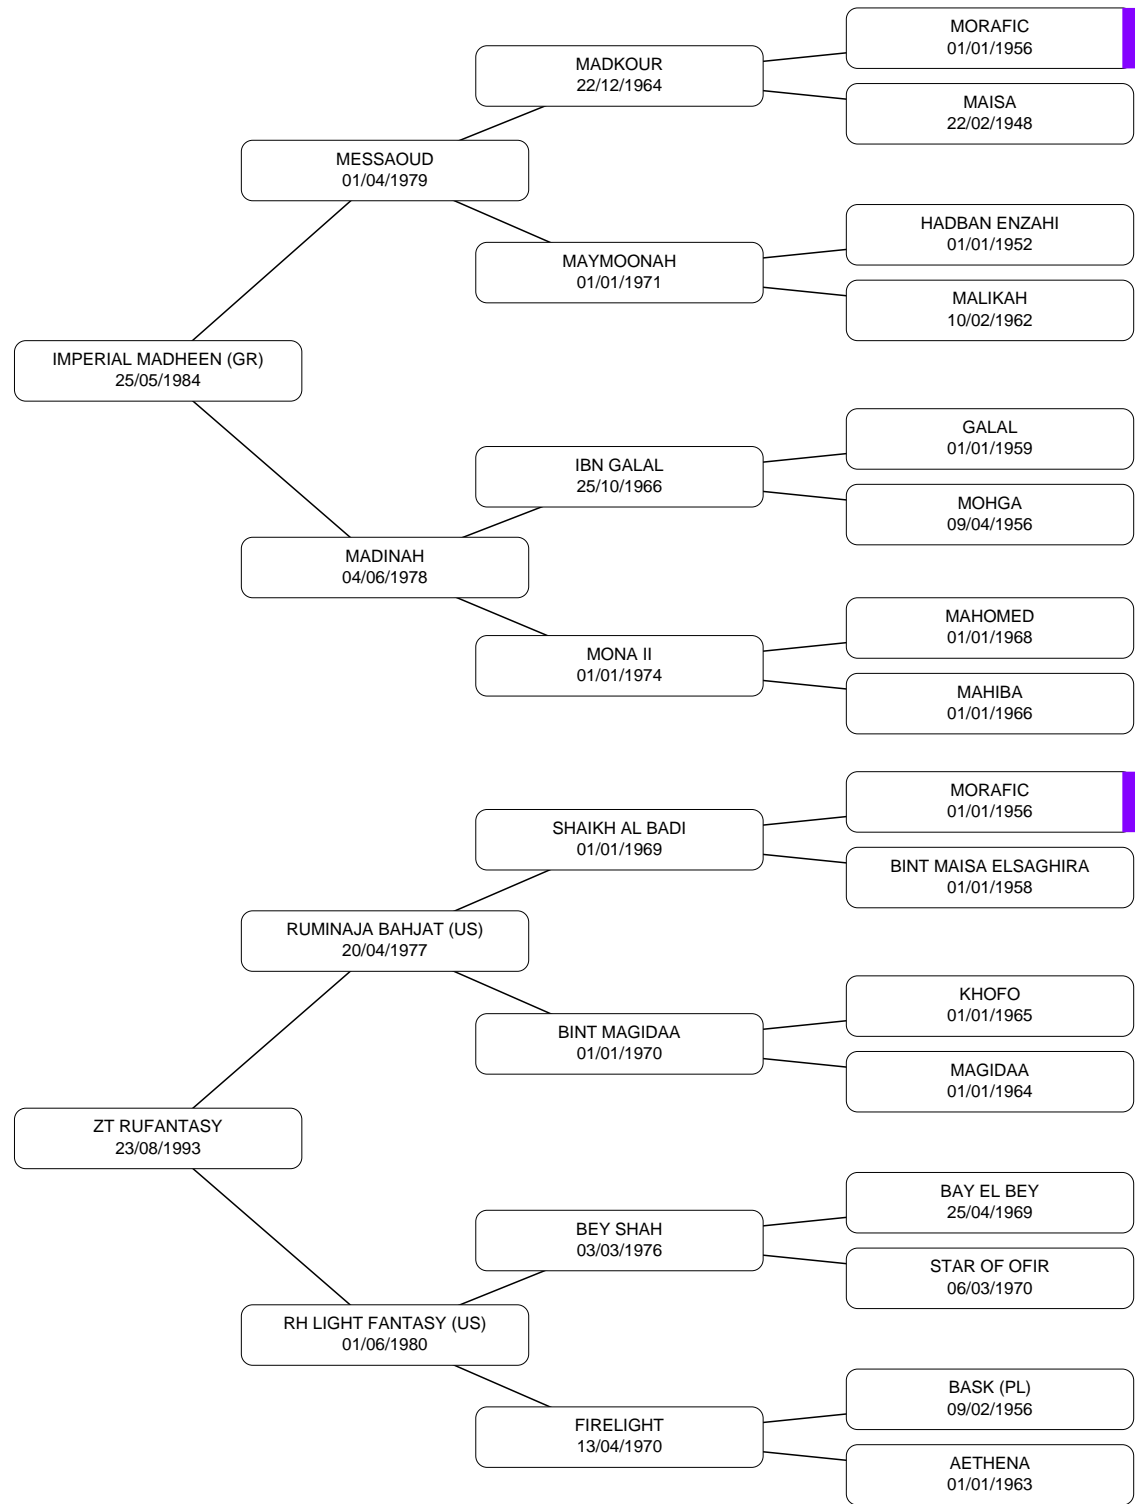 MORAFIC
01/01/1956
MADKOUR
22/12/1964
MAISA
22/02/1948
MESSAOUD
01/04/1979
HADBAN ENZAHI
01/01/1952
MAYMOONAH
01/01/1971
MALIKAH
10/02/1962
IMPERIAL MADHEEN (GR)
25/05/1984
GALAL
01/01/1959
IBN GALAL
25/10/1966
MOHGA
09/04/1956
MADINAH
04/06/1978
MAHOMED
01/01/1968
MONA II
01/01/1974
MAHIBA
01/01/1966
MORAFIC
01/01/1956
SHAIKH AL BADI
01/01/1969
BINT MAISA ELSAGHIRA
01/01/1958
RUMINAJA BAHJAT (US)
20/04/1977
KHOFO
01/01/1965
BINT MAGIDAA
01/01/1970
MAGIDAA
01/01/1964
ZT RUFANTASY
23/08/1993
BAY EL BEY
25/04/1969
BEY SHAH
03/03/1976
STAR OF OFIR
06/03/1970
RH LIGHT FANTASY (US)
01/06/1980
BASK (PL)
09/02/1956
FIRELIGHT
13/04/1970
AETHENA
01/01/1963